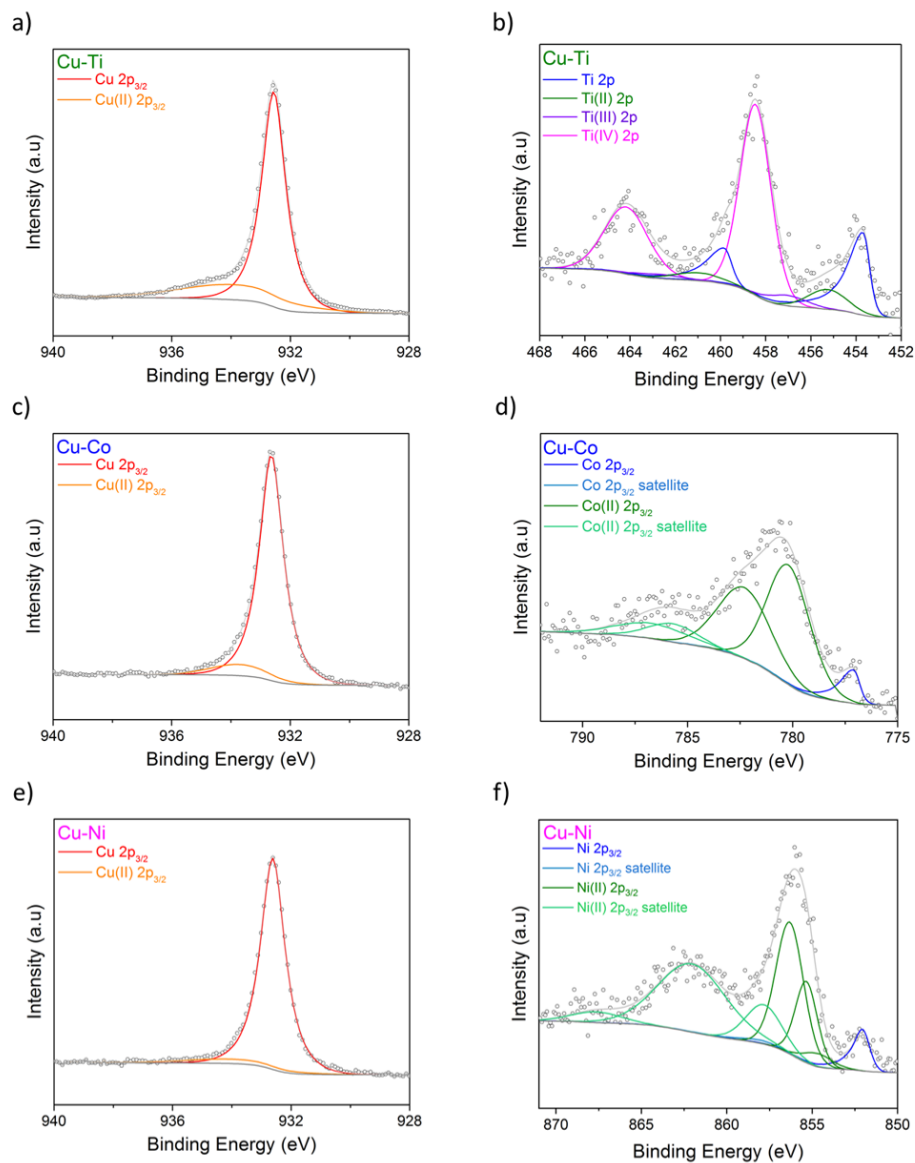 a)
Cu-Ti
Cu 2p3/2
Cu(II) 2p3/2
Intensity (a.u)
940 936 932 928
Binding Energy (eV)
b)
Cu-Ti
Ti 2p
Ti(II) 2p
Ti(III) 2p
Ti(IV) 2p
Intensity (a.u)
468 466 464 462 460 458 456 454 452
Binding Energy (eV)
c)
Cu-Co
Cu 2p3/2
Cu(II) 2p3/2
Intensity (a.u)
940 936 932 928
Binding Energy (eV)
d)
Cu-Co
Co 2p3/2
Co 2p3/2 satellite
Co(II) 2p3/2
Co(II) 2p3/2 satellite
Intensity (a.u)
790 785 780 775
Binding Energy (eV)
e)
Cu-Ni
Cu 2p3/2
Cu(II) 2p3/2
Intensity (a.u)
940 936 932 928
Binding Energy (eV)
f)
Cu-Ni
Ni 2p3/2
Ni 2p3/2 satellite
Ni(II) 2p3/2
Ni(II) 2p3/2 satellite
Intensity (a.u)
870 865 860 855 850
Binding Energy (eV)